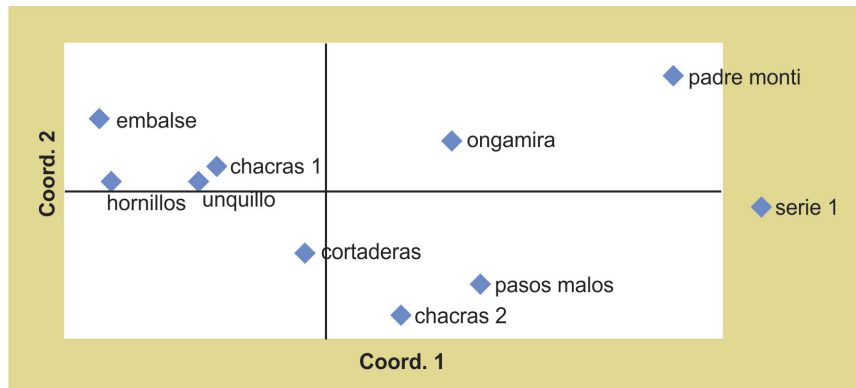 padre monti
embalse
ongamira
chacras 1
hornillos
unquillo
serie 1
cortaderas
pasos malos
chacras 2
Coord. 2
Coord. 1